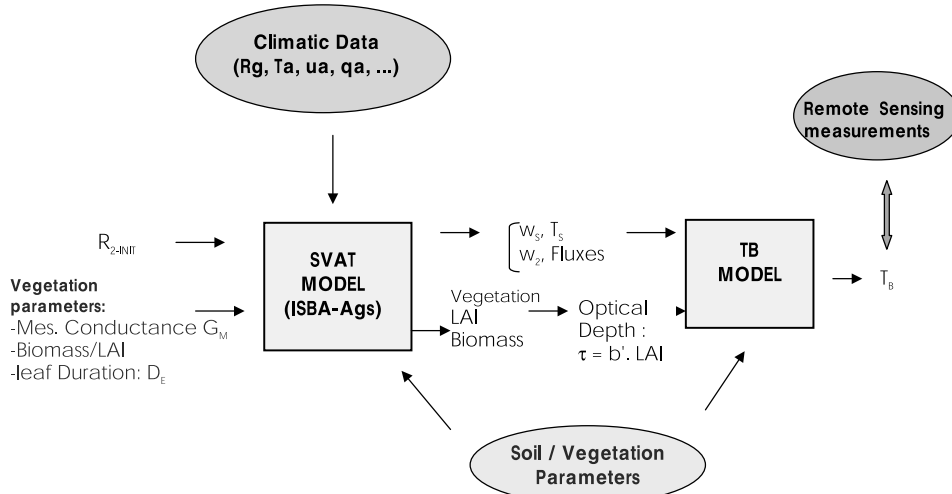 Climatic Data
(Rg, Ta, ua, qa, ...)
Remote Sensing
measurements
R2-INIT
Vegetation
parameters:
-Mes. Conductance GM
-Biomass/LAI
-leaf Duration: DE
SVAT
MODEL
(ISBA-Ags)
ws, Ts
w2, Fluxes
Vegetation
LAI
Biomass
Optical
Depth :
τ = b'. LAI
TB
MODEL
TB
Soil / Vegetation
Parameters